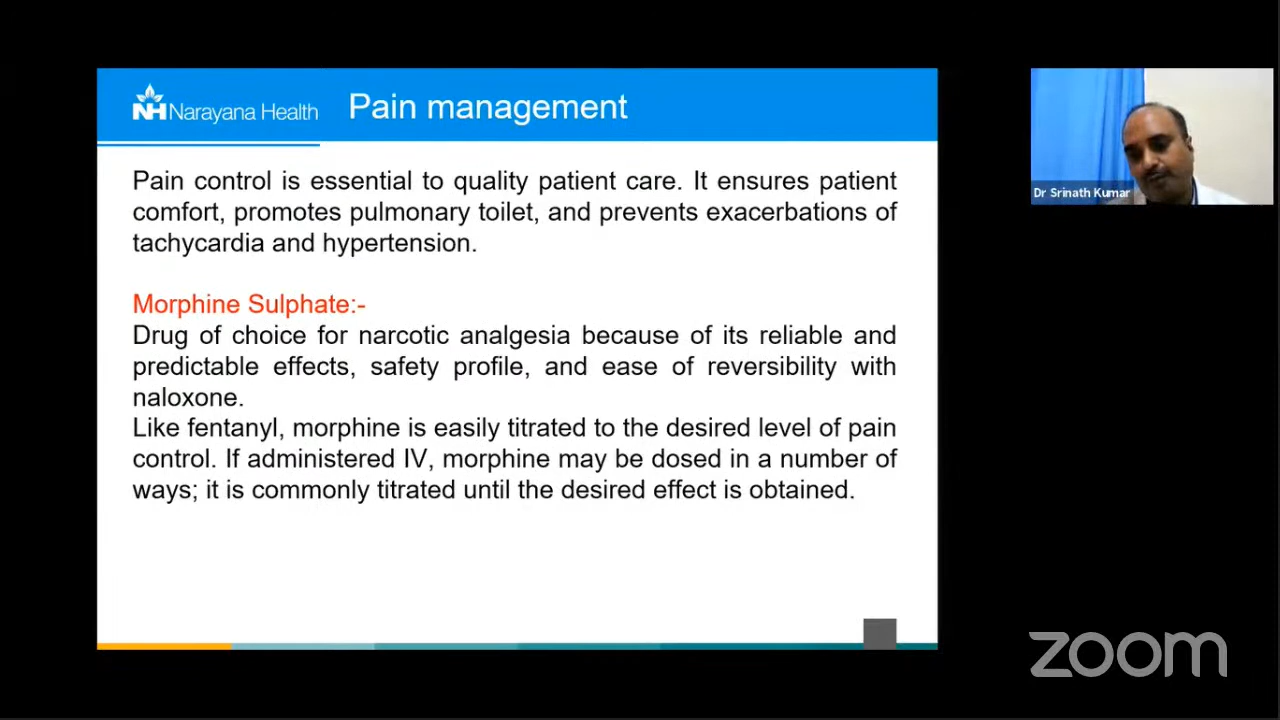 NH Narayana Health
Pain management
Pain control is essential to quality patient care. It ensures patient
comfort, promotes pulmonary toilet, and prevents exacerbations of
tachycardia and hypertension.
Morphine Sulphate:-
Drug of choice for narcotic analgesia because of its reliable and
predictable effects, safety profile, and ease of reversibility with
naloxone.
Like fentanyl, morphine is easily titrated to the desired level of pain
control. If administered IV, morphine may be dosed in a number of
ways; it is commonly titrated until the desired effect is obtained.
Dr Srinath Kumar
zoom